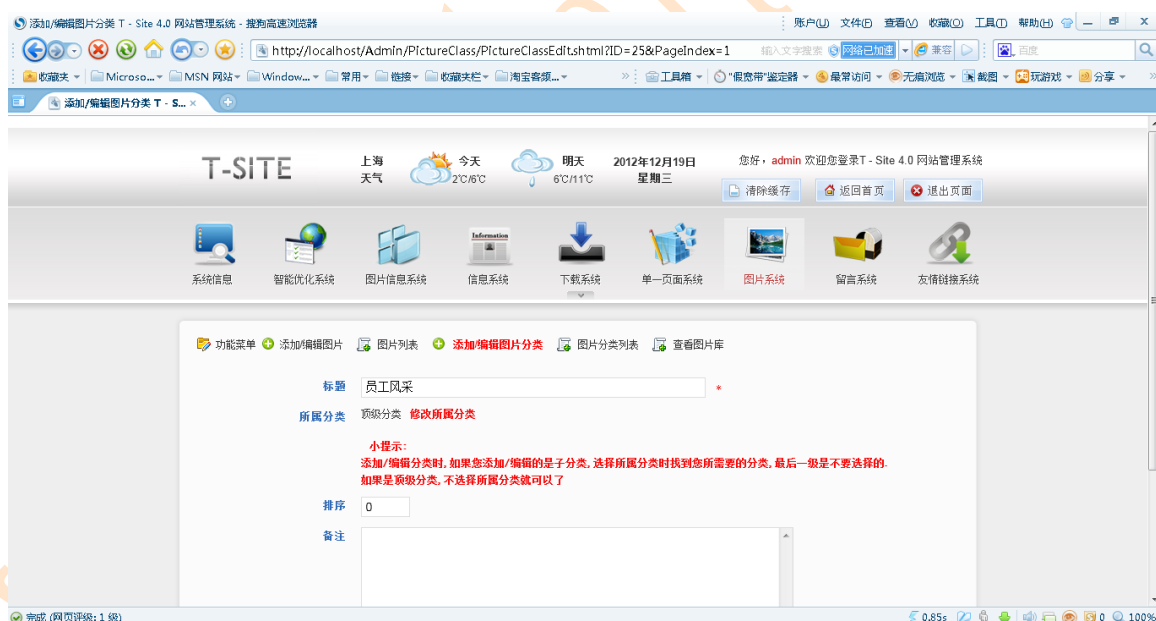 添加/编辑图片分类 T - Site 4.0 网站管理系统 - 搜狗高速浏览器 账户(U) 文件(F) 查看(V) 收藏(O) 工具(T) 帮助(H)
http://localhost/Admin/PictureClass/PictureClassEdit.shtml?ID=25&PageIndex=1 输入文字搜索 网络已加速 兼容 百度
收藏夹 Microso... MSN 网站 Window... 常用 链接 收藏夹栏 淘宝客频... » 工具箱 "假宽带"鉴定器 最常访问 无痕浏览 截图 玩游戏 分享 »
添加/编辑图片分类 T - S... ×
T-SITE
上海 今天 明天 2012年12月19日 您好，admin 欢迎您登录T - Site 4.0 网站管理系统
天气 2℃/6℃ 6℃/11℃ 星期三
清除缓存 返回首页 退出页面
Information
系统信息 智能优化系统 图片信息系统 信息系统 下载系统 单一页面系统 图片系统 留言系统 友情链接系统
功能菜单 添加/编辑图片 图片列表 添加/编辑图片分类 图片分类列表 查看图片库
标题 员工风采 *
所属分类 顶级分类 修改所属分类
小提示:
添加/编辑分类时, 如果您添加/编辑的是子分类, 选择所属分类时找到您所需要的分类, 最后一级是不要选择的.
如果是顶级分类, 不选择所属分类就可以了
排序 0
备注
完成 (网页评级: 1 级) 0.85s 0 100%